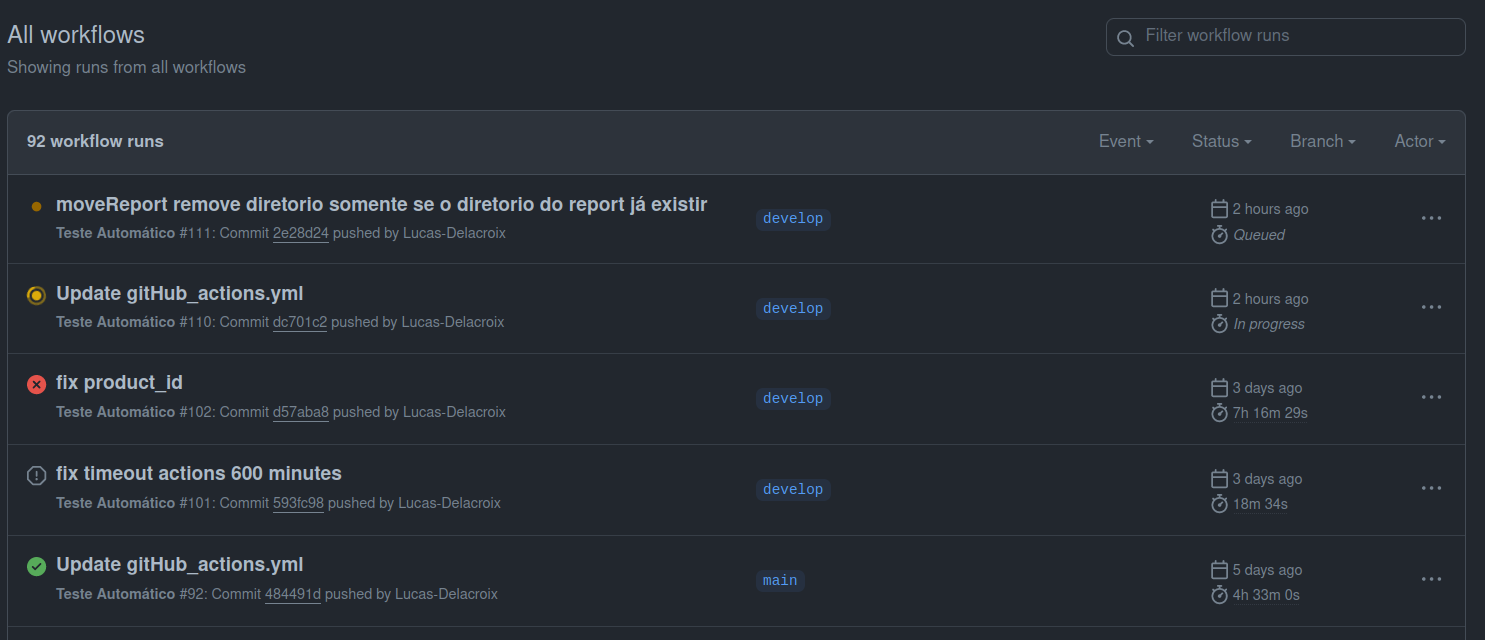 All workflows
Filter workflow runs
Showing runs from all workflows
92 workflow runs
Event
Status
Branch
Actor
moveReport remove diretorio somente se o diretorio do report já existir
Teste Automático #111: Commit 2e28d24 pushed by Lucas-Delacroix
develop
2 hours ago
Queued
Update gitHub_actions.yml
Teste Automático #110: Commit dc701c2 pushed by Lucas-Delacroix
develop
2 hours ago
In progress
fix product_id
Teste Automático #102: Commit d57aba8 pushed by Lucas-Delacroix
develop
3 days ago
7h 16m 29s
fix timeout actions 600 minutes
Teste Automático #101: Commit 593fc98 pushed by Lucas-Delacroix
develop
3 days ago
18m 34s
Update gitHub_actions.yml
Teste Automático #92: Commit 484491d pushed by Lucas-Delacroix
main
5 days ago
4h 33m 0s